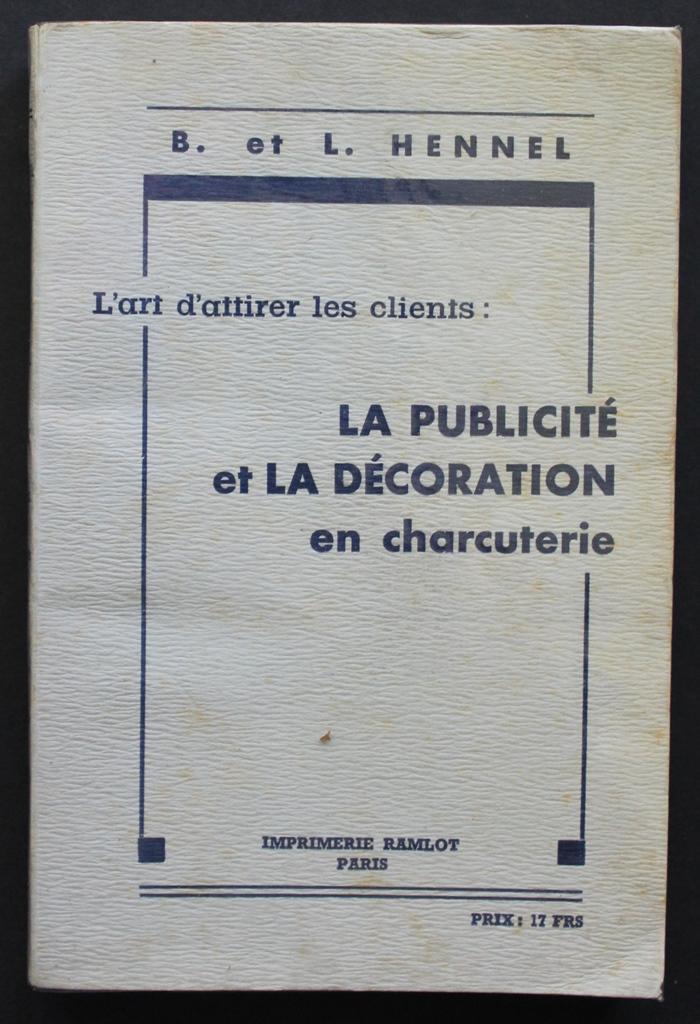 B. et L. HENNEL
L'art d'attirer les clients :
LA PUBLICITÉ
et LA DÉCORATION
en charcuterie
IMPRIMERIE RAMLOT
PARIS
PRIX : 17 FRS